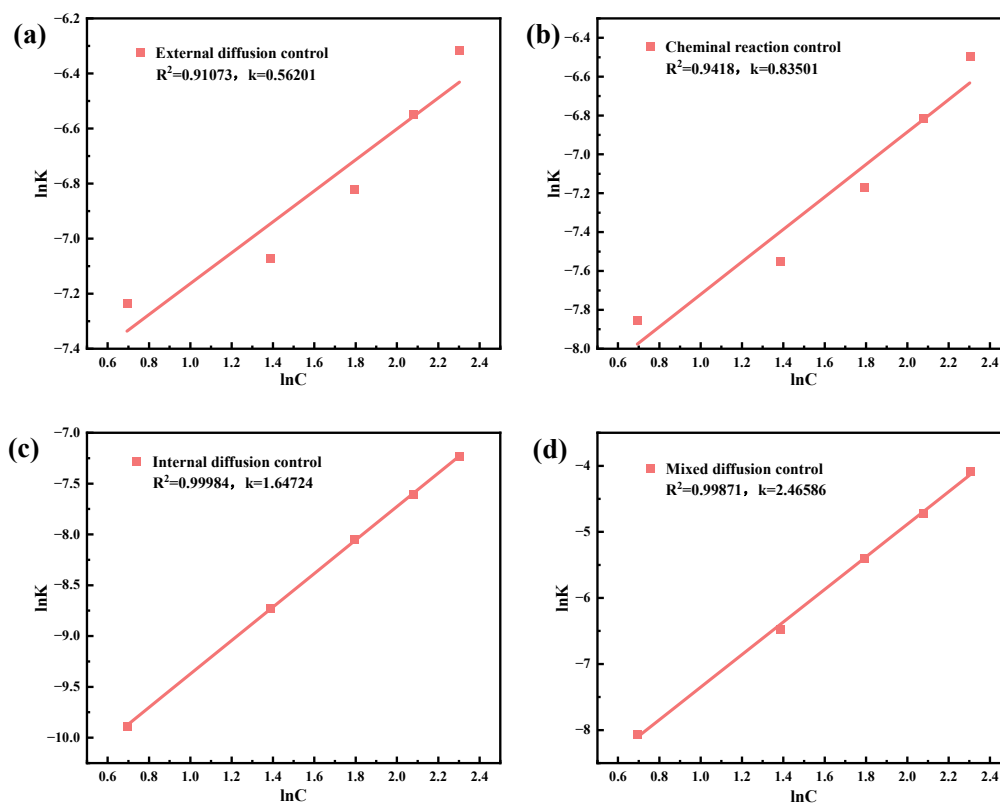 (a)
External diffusion control
R²=0.91073，k=0.56201
−6.2
−6.4
−6.6
−6.8
−7.0
−7.2
−7.4
lnK
0.6 0.8 1.0 1.2 1.4 1.6 1.8 2.0 2.2 2.4
lnC
(b)
Cheminal reaction control
R²=0.9418，k=0.83501
−6.4
−6.6
−6.8
−7.0
−7.2
−7.4
−7.6
−7.8
−8.0
lnK
0.6 0.8 1.0 1.2 1.4 1.6 1.8 2.0 2.2 2.4
lnC
(c)
Internal diffusion control
R²=0.99984，k=1.64724
−7.0
−7.5
−8.0
−8.5
−9.0
−9.5
−10.0
lnK
0.6 0.8 1.0 1.2 1.4 1.6 1.8 2.0 2.2 2.4
lnC
(d)
Mixed diffusion control
R²=0.99871，k=2.46586
−4
−5
−6
−7
−8
lnK
0.6 0.8 1.0 1.2 1.4 1.6 1.8 2.0 2.2 2.4
lnC